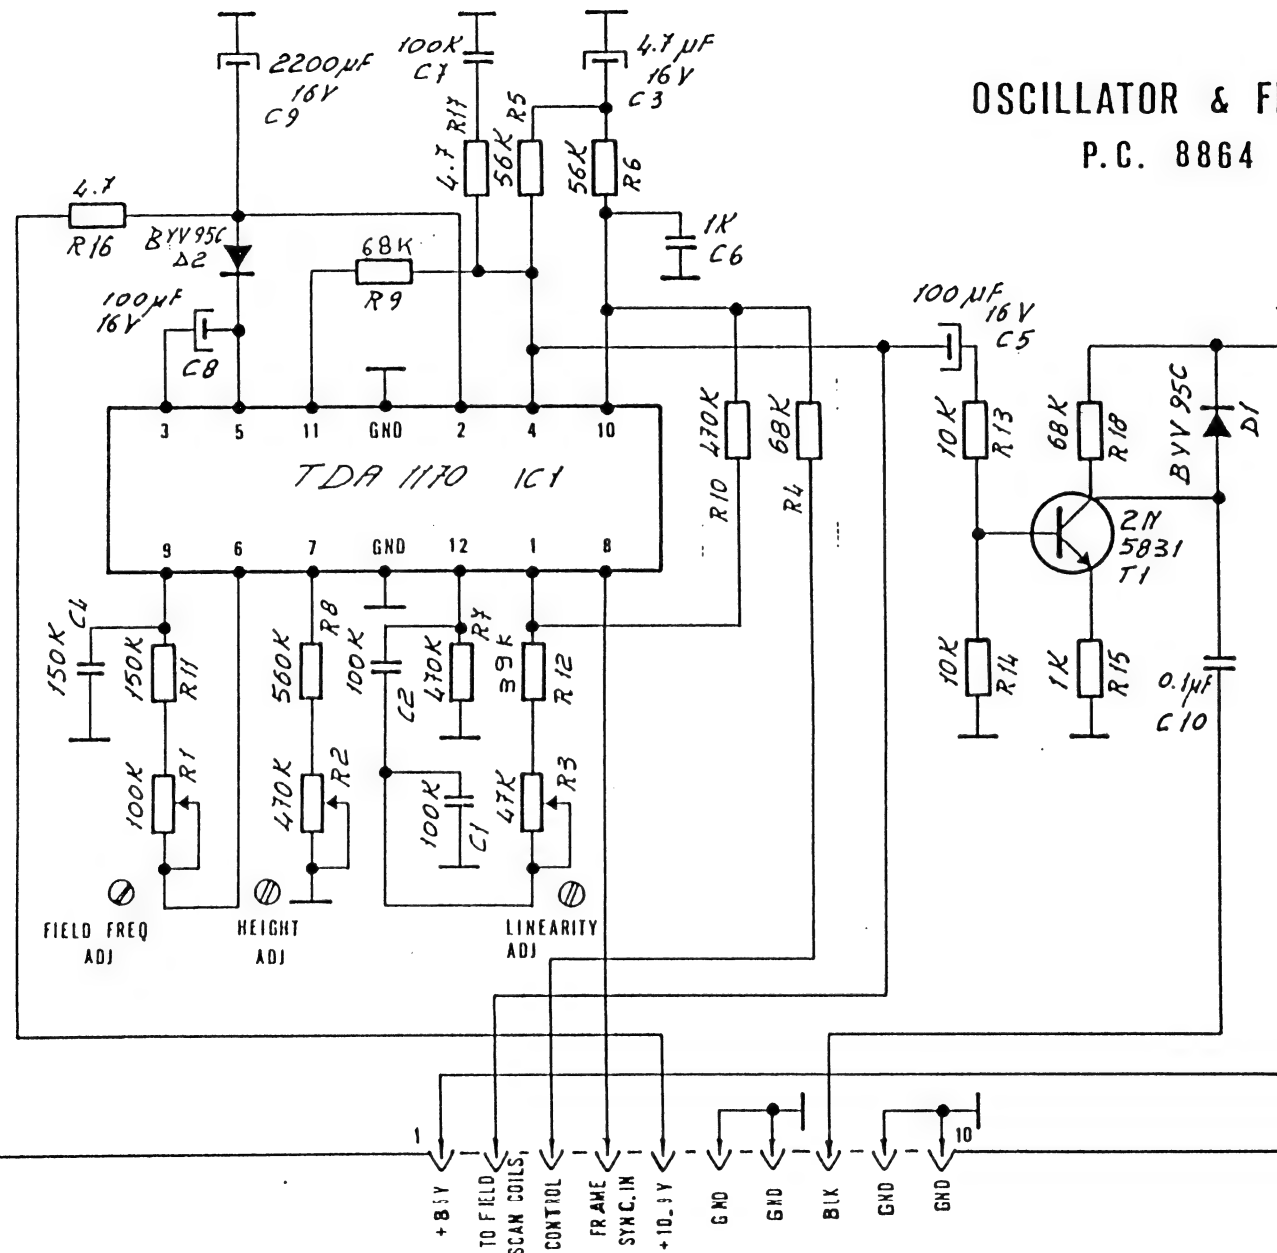 OSCILLATOR & F
P.C. 8864
2200µF
16V
C9
100K
C7
4.7µF
16V
C3
4.7
R17
56K
R5
56K
R6
1K
C6
4.7
R16
BYV95C
D2
68K
R9
100µF
16V
C8
100µF
16V
C5
3
5
11
GND
2
4
10
TDA 1170 IC1
9
6
7
GND
12
1
8
470K
R10
68K
R4
10K
R13
68K
R18
BYV95C
D1
2N
5831
T1
150K
C4
150K
R11
560K
R8
100K
C2
470K
R7
39K
R12
10K
R14
1K
R15
0.1µF
C10
100K
R1
470K
R2
100K
C1
47K
R3
FIELD FREQ
ADJ
HEIGHT
ADJ
LINEARITY
ADJ
1
10
TO FIELD
SCAN COILS
CONTROL
FRAME
SYNC.IN
GND
GND
BLK
GND
GND